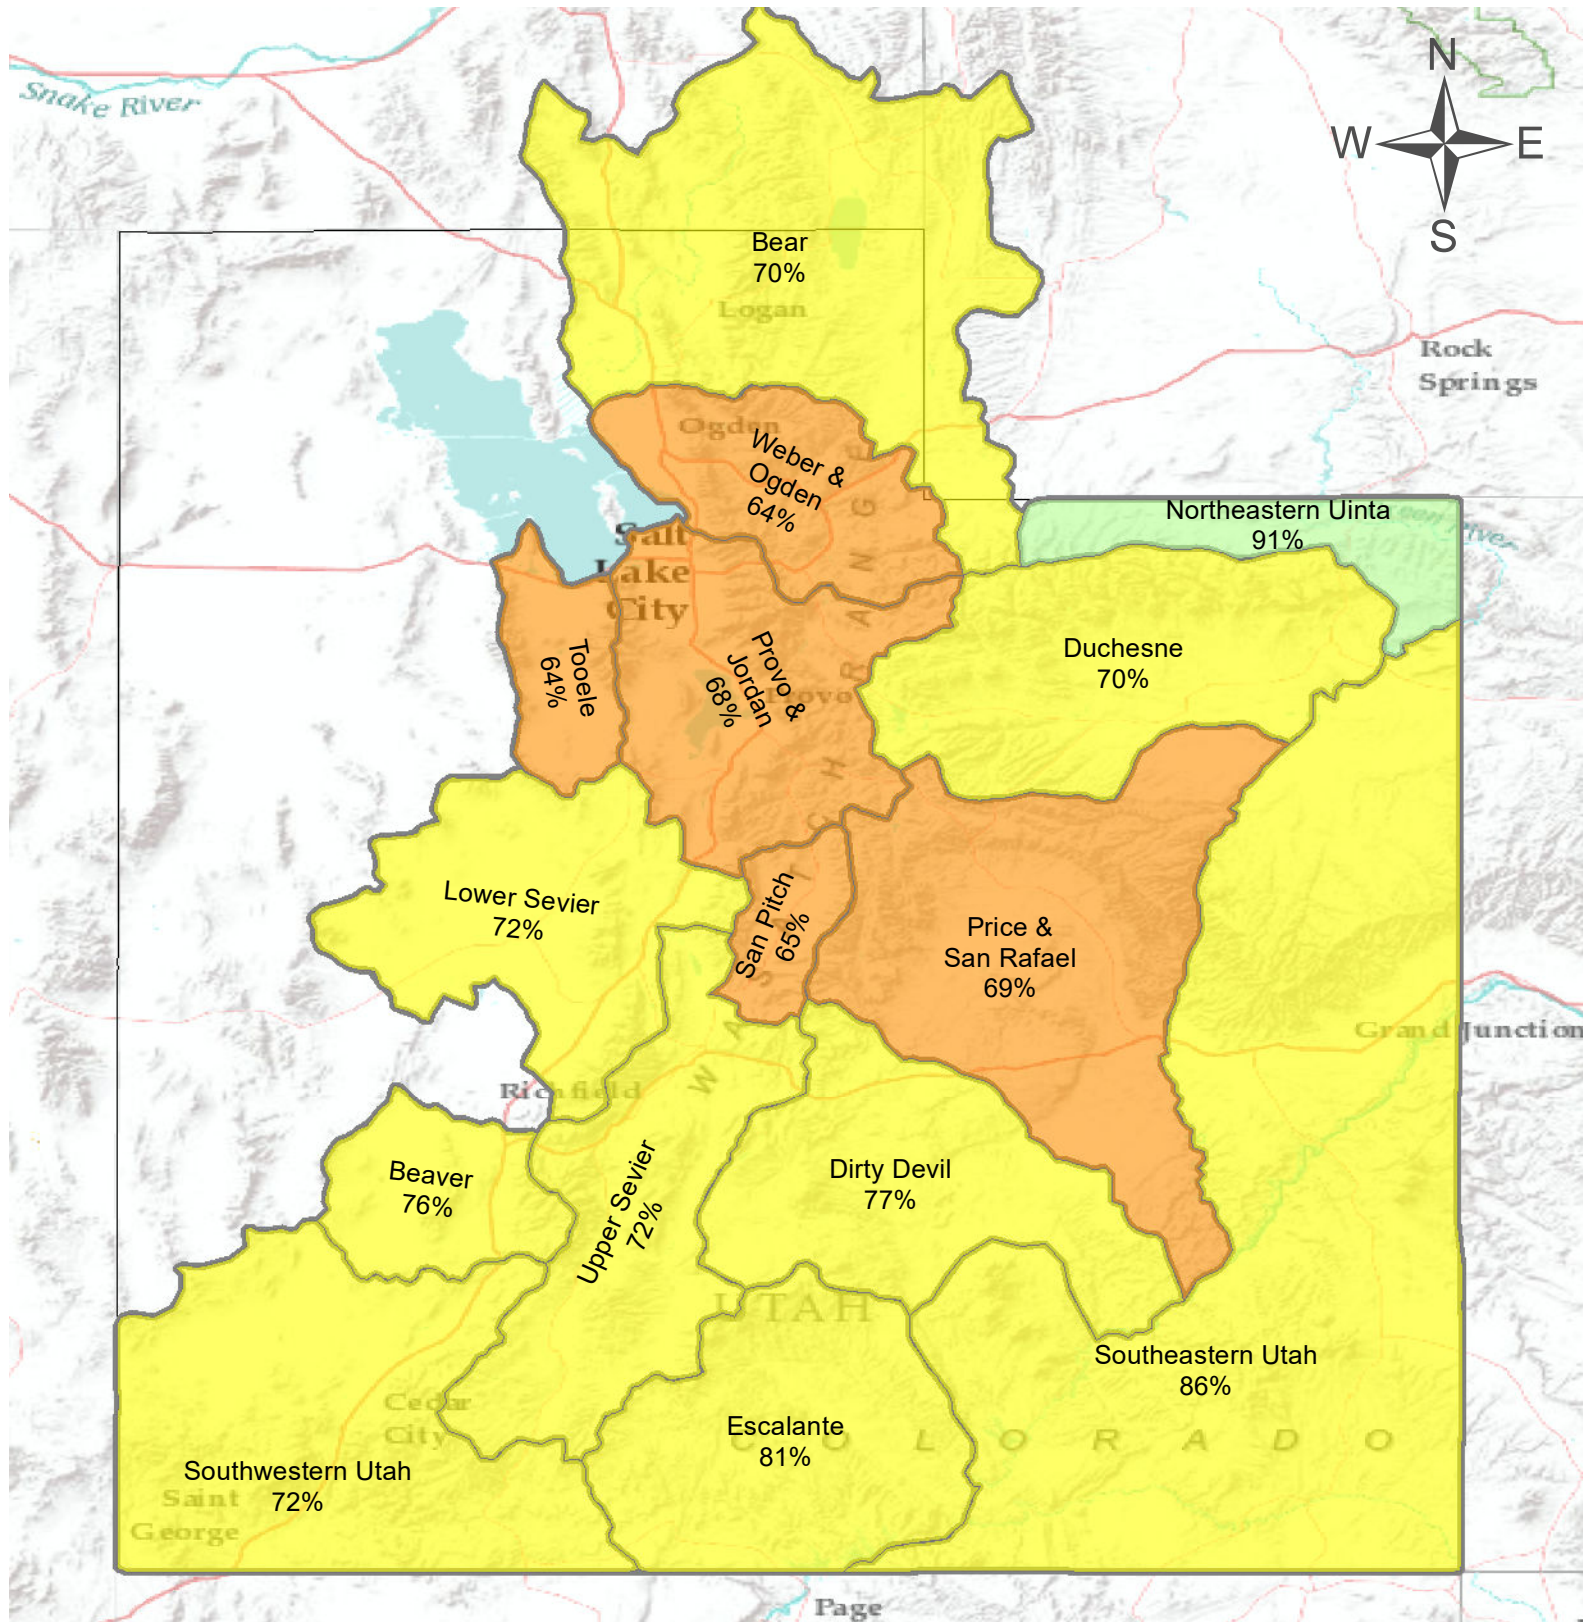 N
W E
S
Snake River
Bear
70%
Logan
Rock
Springs
Ogden
Weber &
Ogden
64%
Northeastern Uinta
91%
Salt
Lake
City
Tooele
64%
Provo &
Jordan
68%
Provo
Duchesne
70%
Lower Sevier
72%
San Pitch
65%
Price &
San Rafael
69%
WASATCH RANGE
Grand Junction
Richfield
Beaver
76%
Upper Sevier
72%
Dirty Devil
77%
UTAH
Southeastern Utah
86%
Cedar
City
Escalante
81%
COLORADO
Southwestern Utah
72%
Saint
George
Page